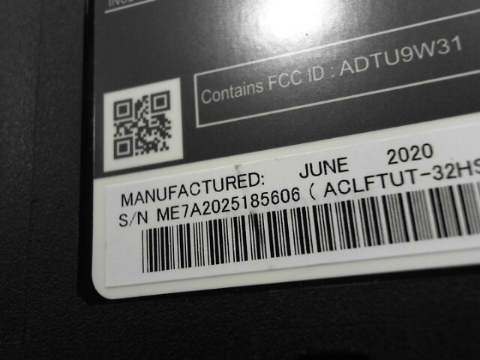 Contains FCC ID : ADTU9W31
MANUFACTURED: JUNE 2020
S/N ME7A2025185606 ( ACLFTUT-32HS